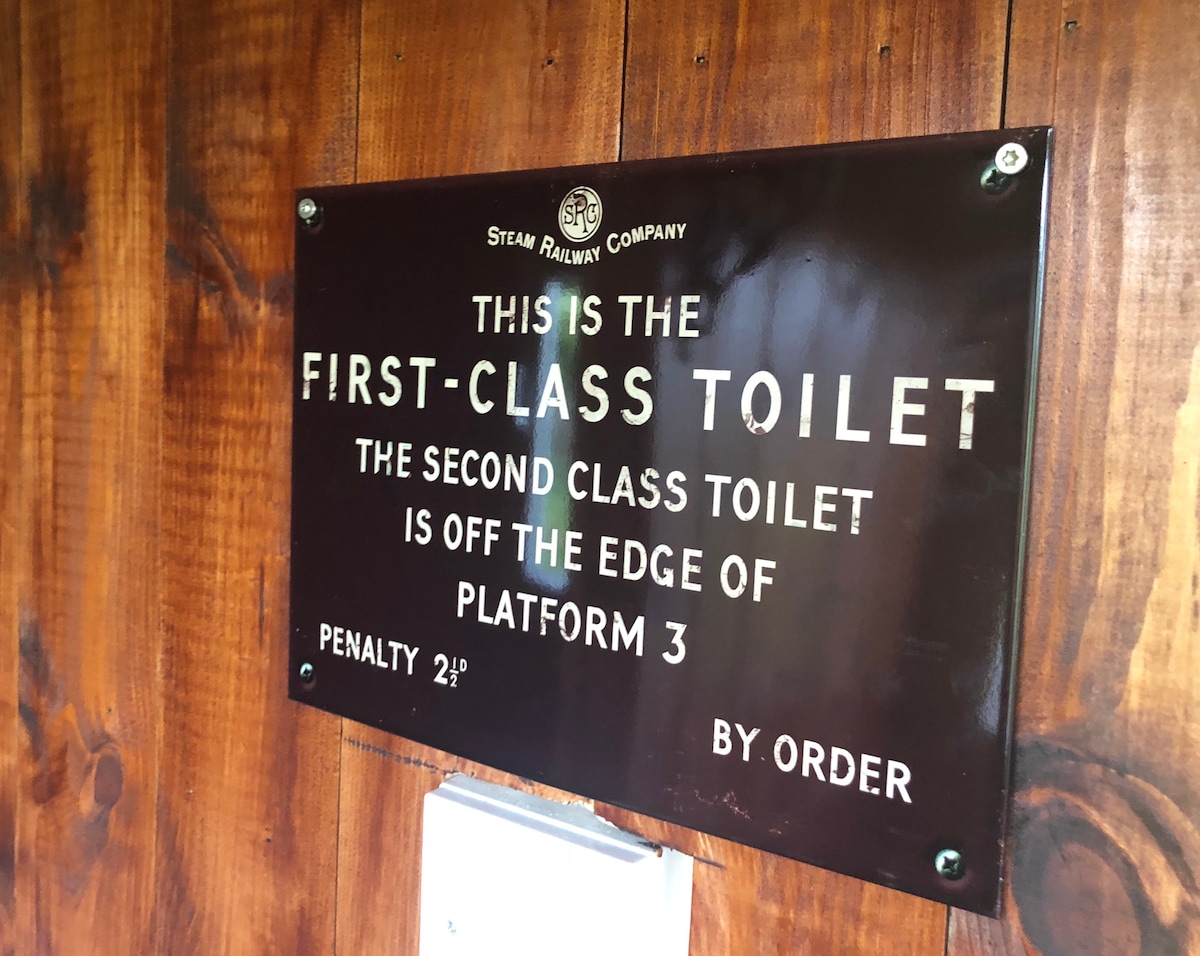 SRC
STEAM RAILWAY COMPANY
THIS IS THE
FIRST-CLASS TOILET
THE SECOND CLASS TOILET
IS OFF THE EDGE OF
PLATFORM 3
PENALTY 2½D
BY ORDER